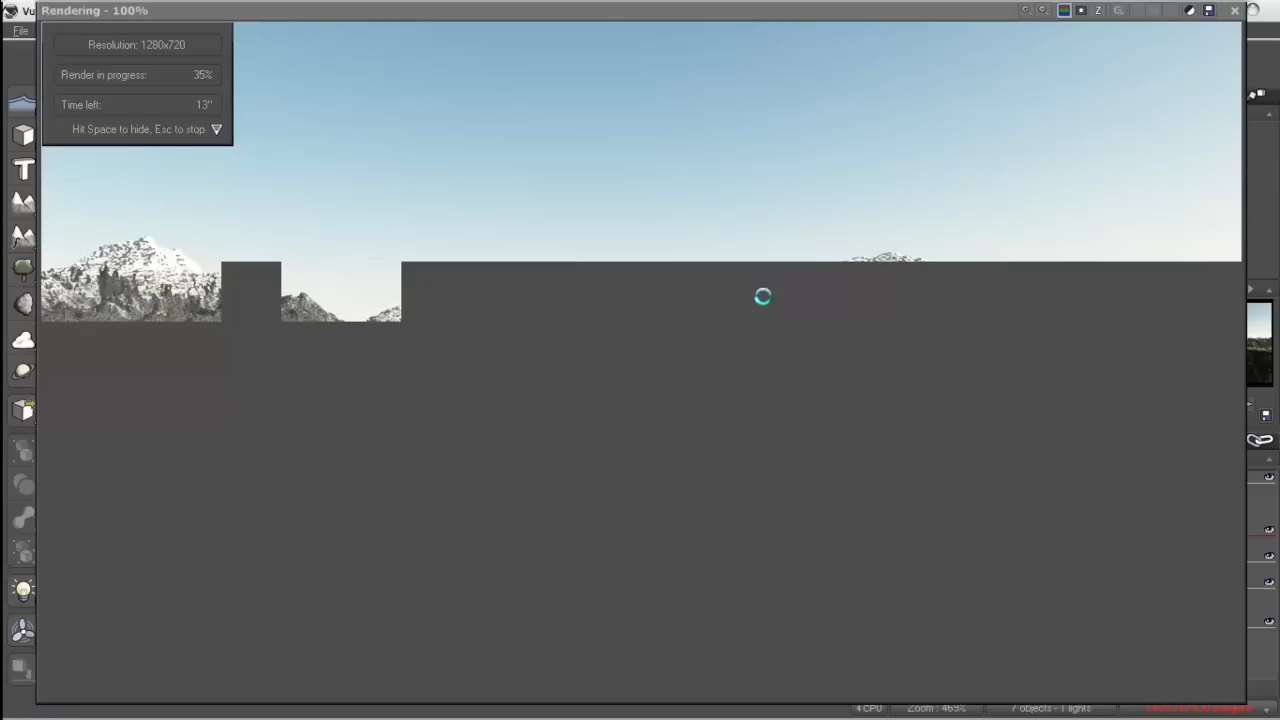 Vu
Rendering - 100%
Z
File
Resolution: 1280x720
Render in progress: 35%
Time left: 13"
Hit Space to hide, Esc to stop
4 CPU
Zoom : 469%
7 objects - 1 lights